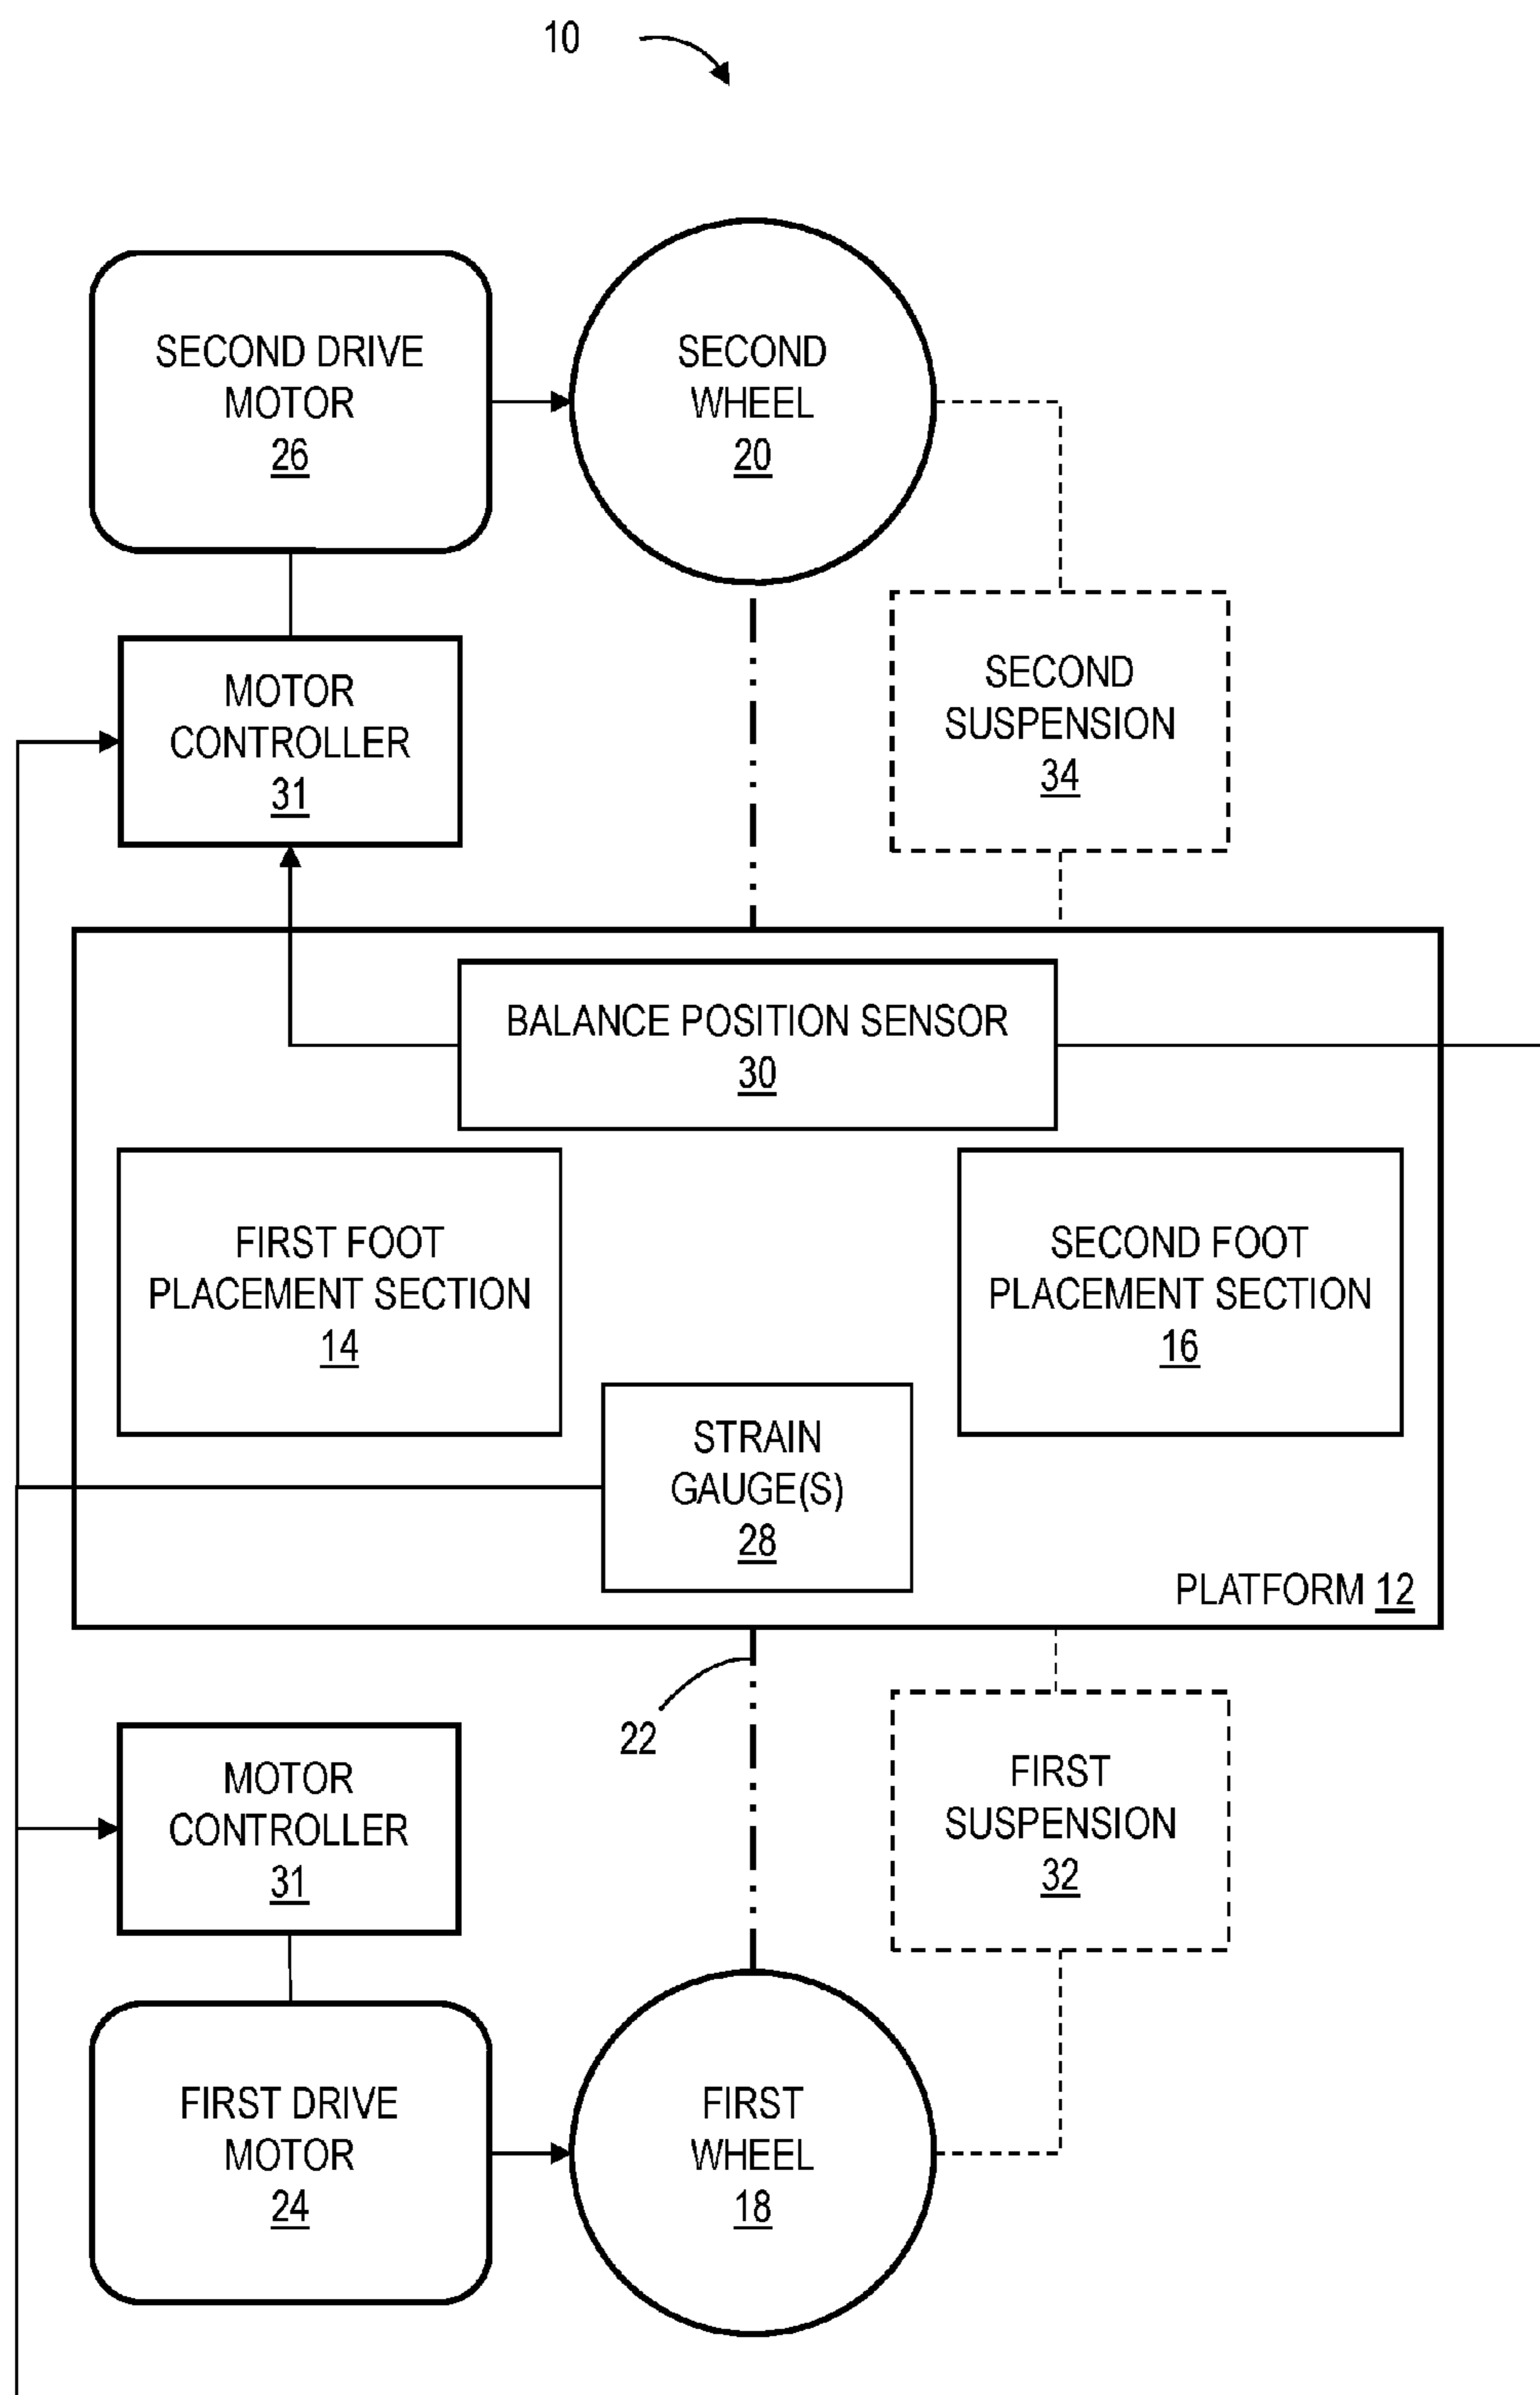 10
SECOND DRIVE
MOTOR
26
SECOND
WHEEL
20
MOTOR
CONTROLLER
31
SECOND
SUSPENSION
34
BALANCE POSITION SENSOR
30
FIRST FOOT
PLACEMENT SECTION
14
SECOND FOOT
PLACEMENT SECTION
16
STRAIN
GAUGE(S)
28
PLATFORM 12
22
MOTOR
CONTROLLER
31
FIRST
SUSPENSION
32
FIRST DRIVE
MOTOR
24
FIRST
WHEEL
18